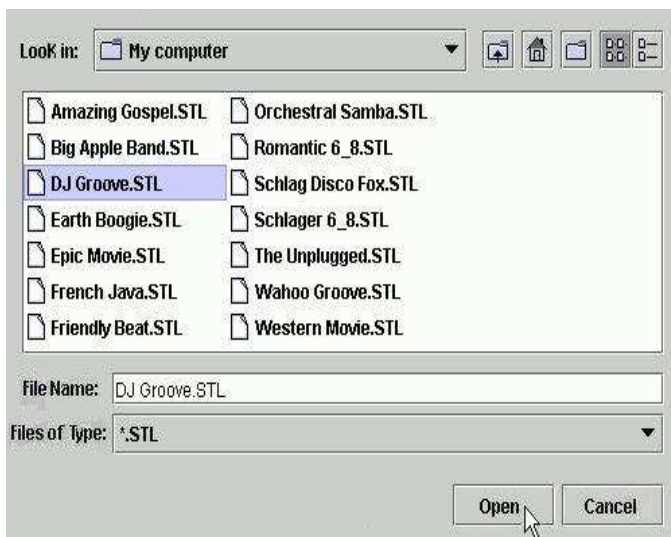 LooK in: My computer
Amazing Gospel.STL
Big Apple Band.STL
DJ Groove.STL
Earth Boogie.STL
Epic Movie.STL
French Java.STL
Friendly Beat.STL
Orchestral Samba.STL
Romantic 6_8.STL
Schlag Disco Fox.STL
Schlager 6_8.STL
The Unplugged.STL
Wahoo Groove.STL
Western Movie.STL
File Name: DJ Groove.STL
Files of Type: *.STL
Open Cancel